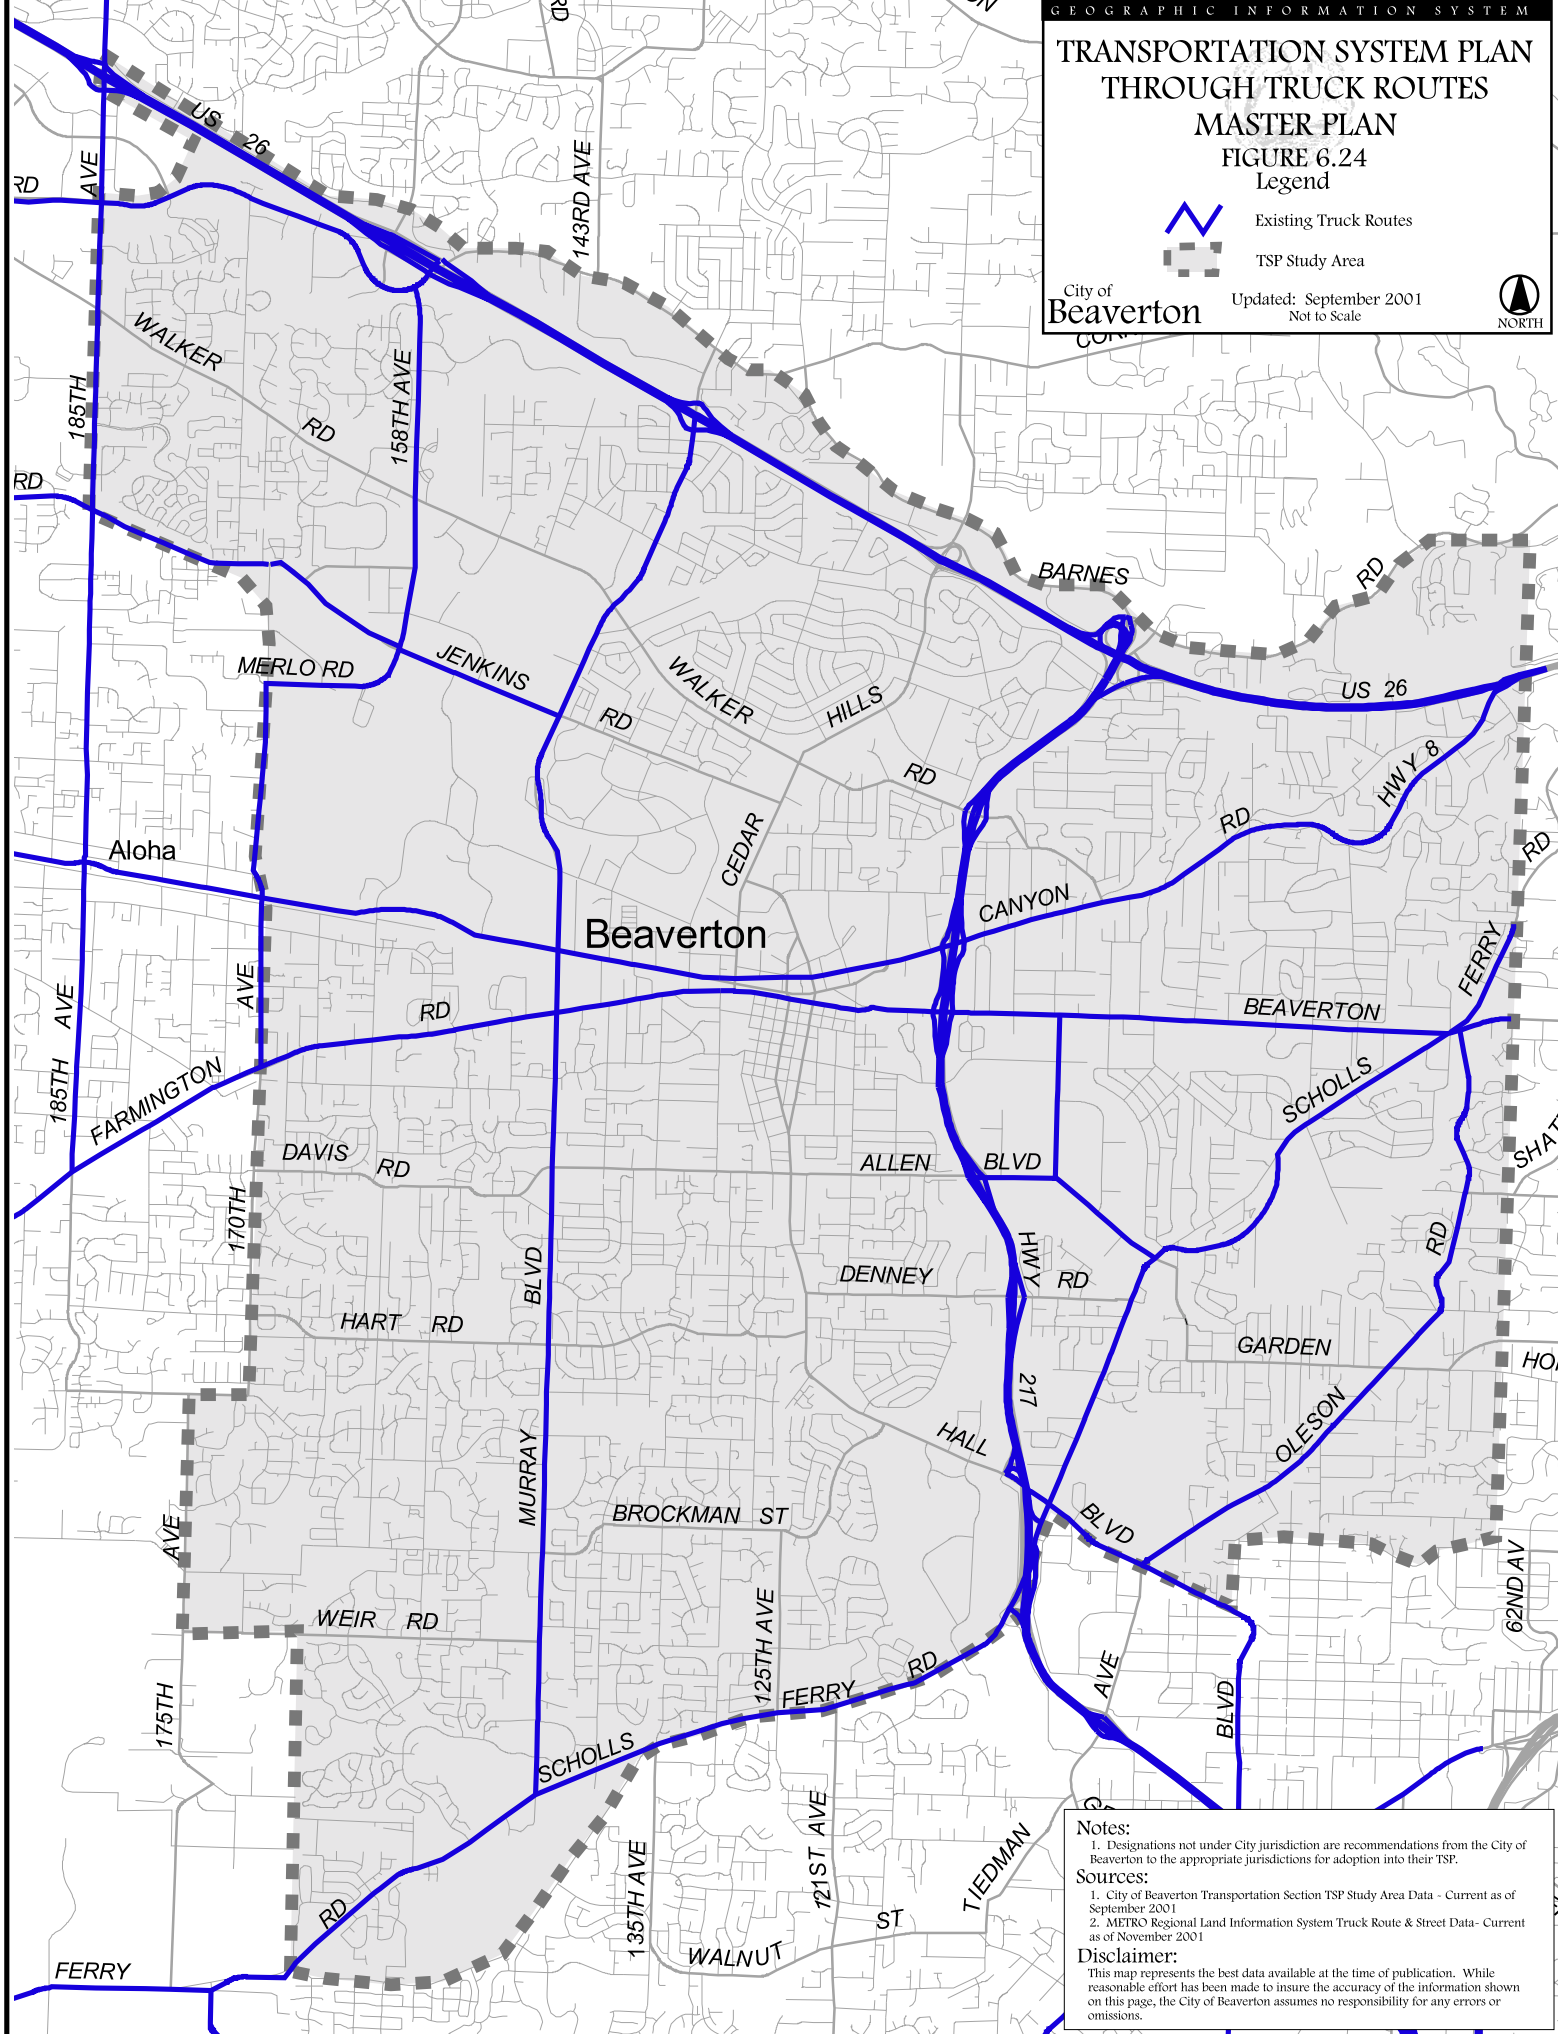 GEOGRAPHIC INFORMATION SYSTEM
TRANSPORTATION SYSTEM PLAN
THROUGH TRUCK ROUTES
MASTER PLAN
FIGURE 6.24
Legend
Existing Truck Routes
TSP Study Area
City of
Beaverton
Updated: September 2001
Not to Scale
NORTH
RD
US 26
AVE
RD
143RD AVE
WALKER
RD
158TH AVE
185TH
RD
BARNES
RD
MERLO RD
JENKINS
RD
WALKER
HILLS
RD
US 26
HWY 8
RD
CEDAR
Aloha
RD
CANYON
Beaverton
FERRY
AVE
AVE
RD
BEAVERTON
185TH
FARMINGTON
SCHOLLS
DAVIS RD
ALLEN BLVD
170TH
RD
BLVD
DENNEY RD
HWY
HART RD
GARDEN
217
OLESON
HALL
MURRAY
BROCKMAN ST
BLVD
AVE
62ND AV
WEIR RD
125TH AVE
RD
AVE
FERRY
175TH
BLVD
SCHOLLS
121ST AVE
TIEDMAN
135TH AVE
RD
ST
WALNUT
FERRY
Notes:
1. Designations not under City jurisdiction are recommendations from the City of
Beaverton to the appropriate jurisdictions for adoption into their TSP.
Sources:
1. City of Beaverton Transportation Section TSP Study Area Data - Current as of
September 2001
2. METRO Regional Land Information System Truck Route & Street Data- Current
as of November 2001
Disclaimer:
This map represents the best data available at the time of publication. While
reasonable effort has been made to insure the accuracy of the information shown
on this page, the City of Beaverton assumes no responsibility for any errors or
omissions.